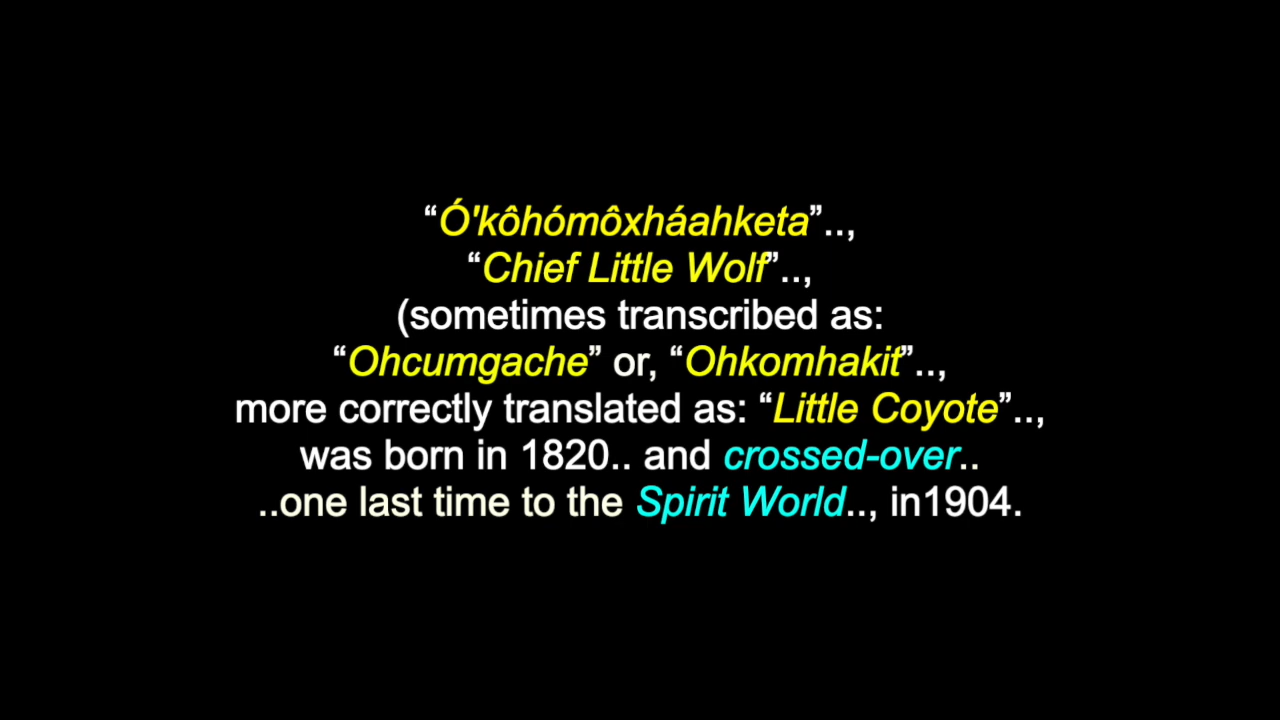 “Ó'kôhómôxháahketa”..,
“Chief Little Wolf”..,
(sometimes transcribed as:
“Ohcumgache” or, “Ohkomhakit”..,
more correctly translated as: “Little Coyote”..,
was born in 1820.. and crossed-over..
..one last time to the Spirit World.., in1904.